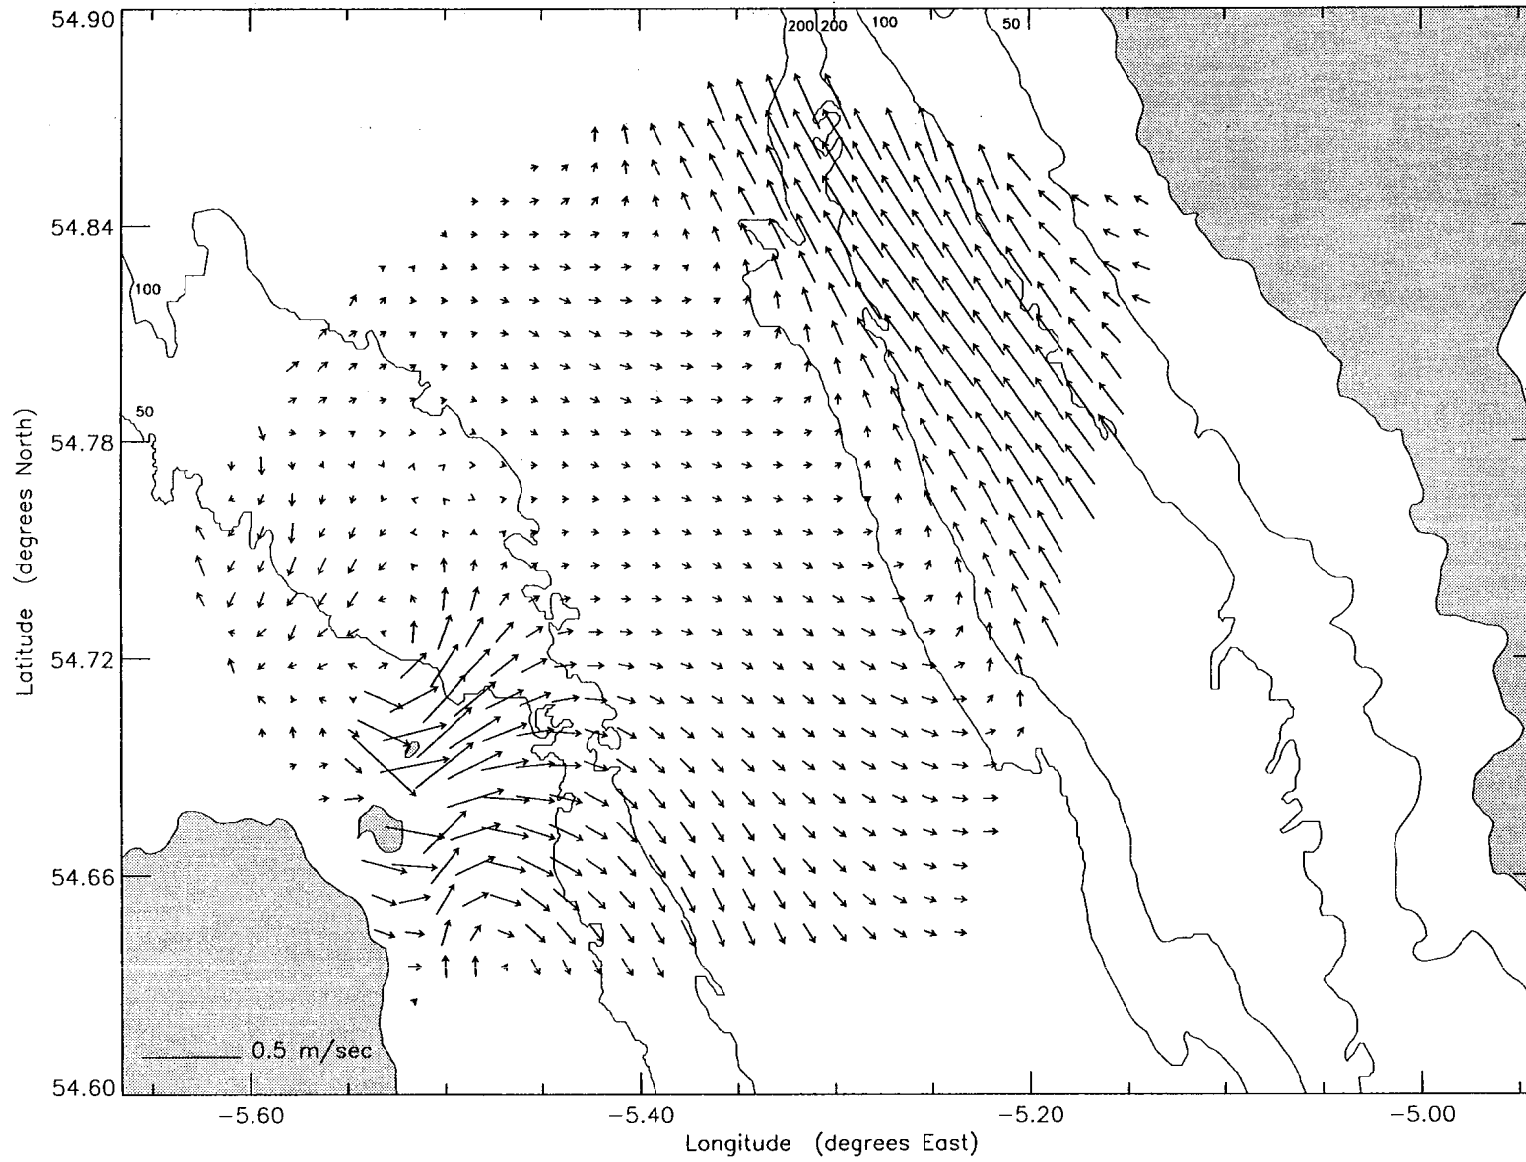 54.90
200 200 100 50
54.84
100
50
54.78
54.72
54.66
54.60
Latitude (degrees North)
0.5 m/sec
-5.60 -5.40 -5.20 -5.00
Longitude (degrees East)